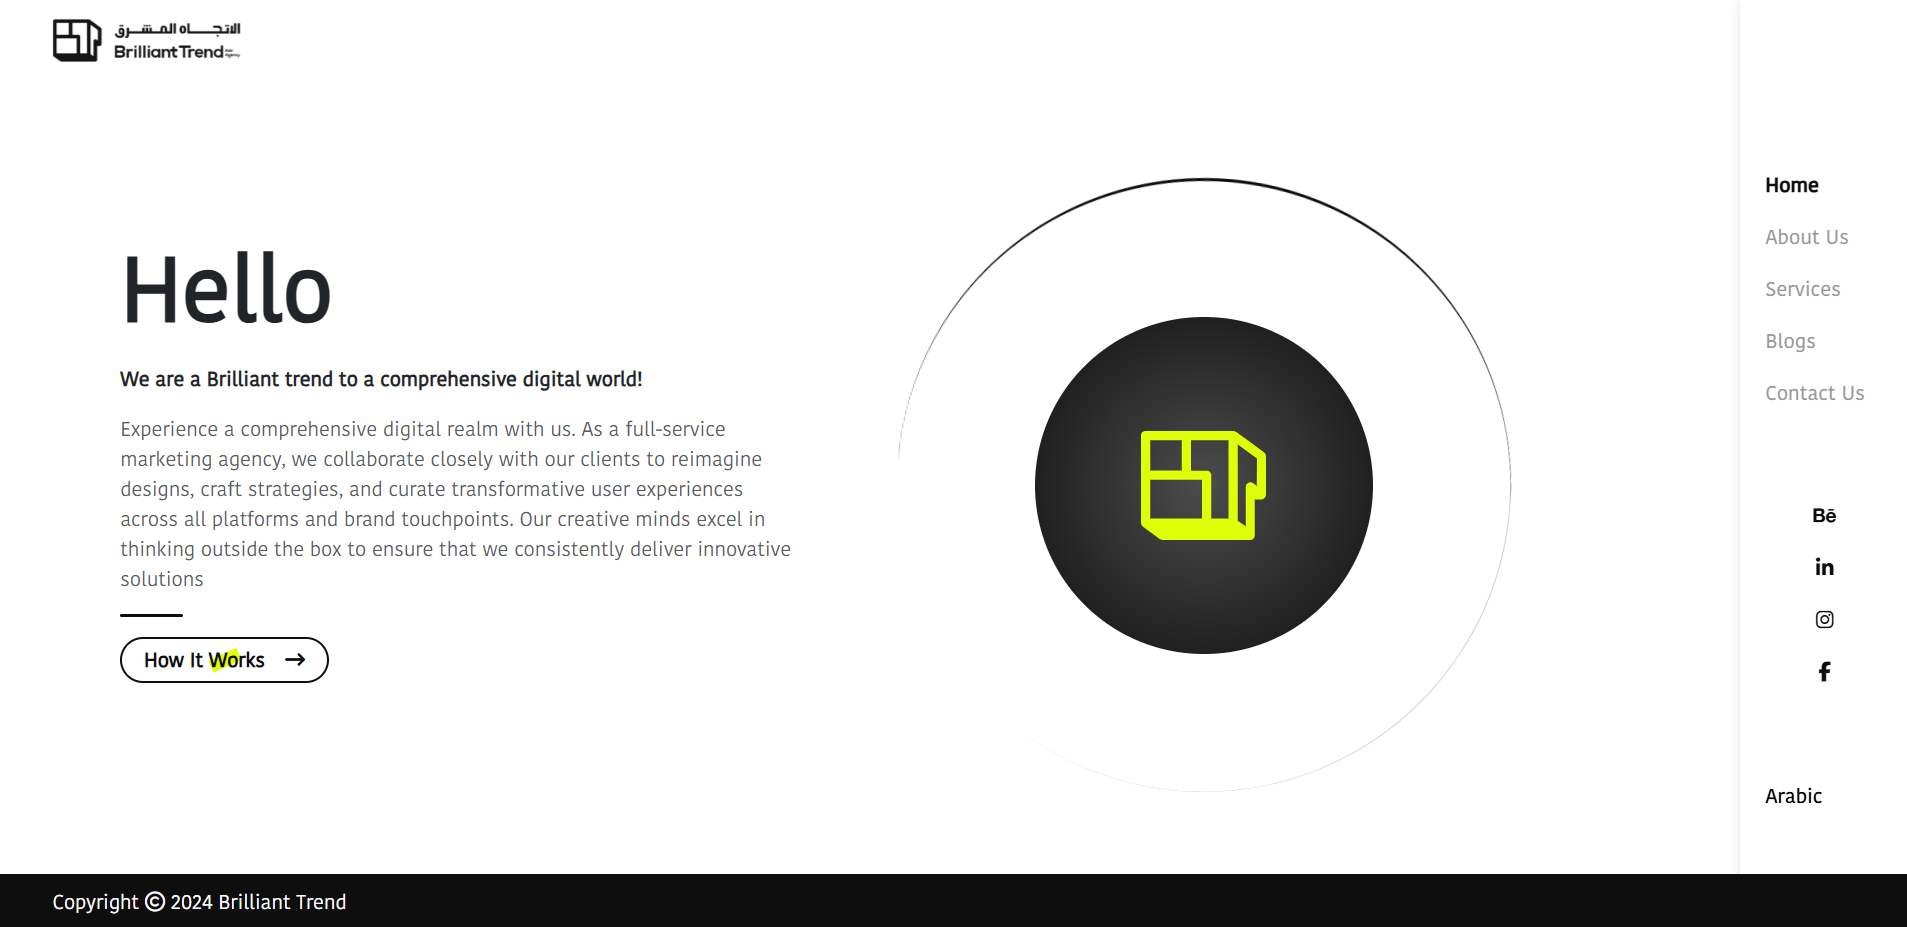 الاتجاه المشرق
Brilliant Trend
Hello
We are a Brilliant trend to a comprehensive digital world!
Experience a comprehensive digital realm with us. As a full-service
marketing agency, we collaborate closely with our clients to reimagine
designs, craft strategies, and curate transformative user experiences
across all platforms and brand touchpoints. Our creative minds excel in
thinking outside the box to ensure that we consistently deliver innovative
solutions
How It Works
Home
About Us
Services
Blogs
Contact Us
Bē
in
f
Arabic
Copyright © 2024 Brilliant Trend